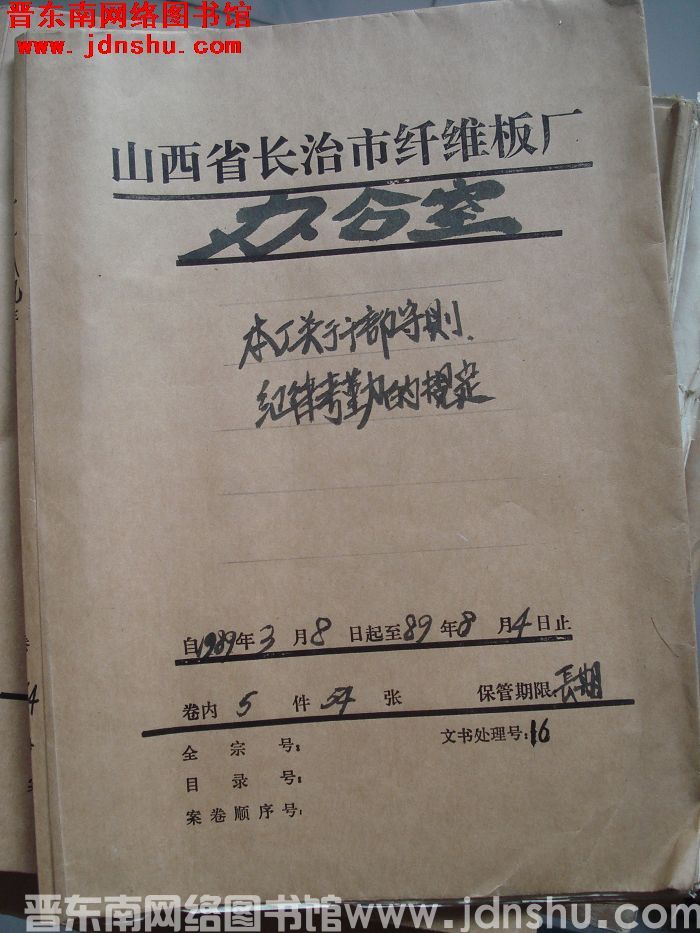 晋东南网络图书馆
www.jdnshu.com
山西省长治市纤维板厂
办公室
本厂关于干部守则、
纪律考勤的规定
自1989年3月8日起至89年8月4日止
卷内5件54张 保管期限:長期
全宗号: 文书处理号:16
目录号:
案卷顺序号:
晋东南网络图书馆www.jdnshu.com